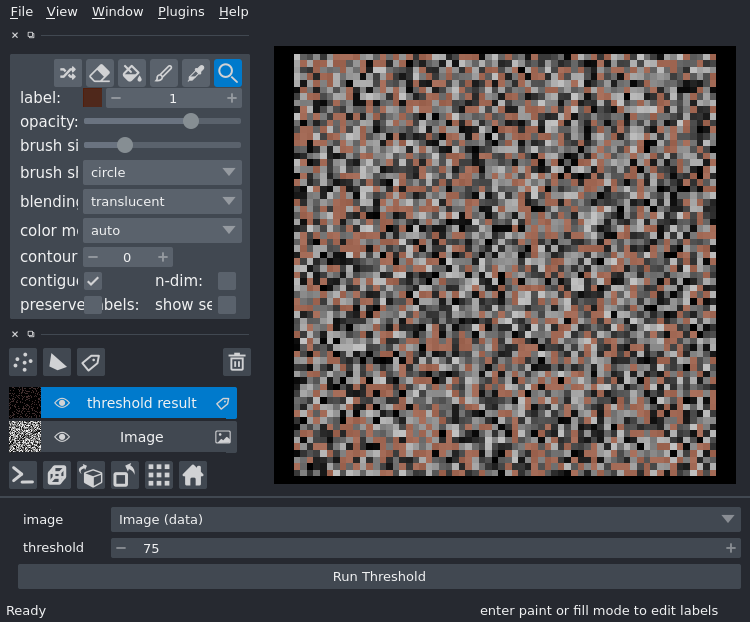 File View Window Plugins Help
label: 1
opacity:
brush si
brush sl circle
blending translucent
color m auto
contour 0
contigu n-dim:
preserve abels: show se
threshold result
Image
image Image (data)
threshold 75
Run Threshold
Ready enter paint or fill mode to edit labels